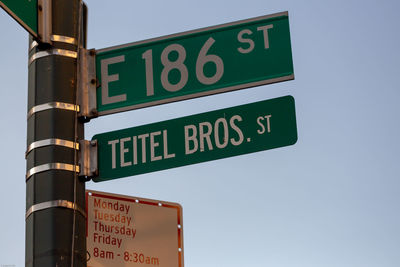 E 186 ST
TEITEL BROS. ST
Monday
Tuesday
Thursday
Friday
8am - 8:30am